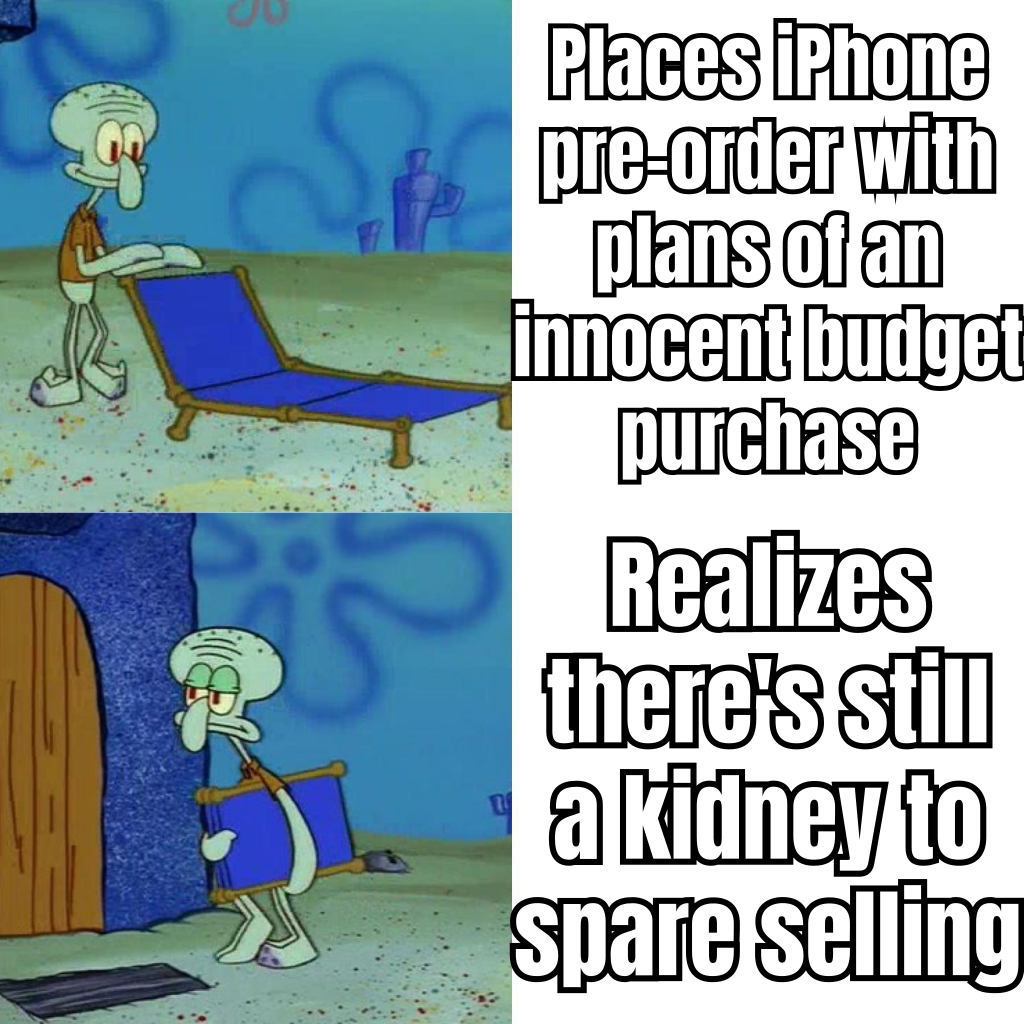 Places iPhone
pre-order with
plans of an
innocent budget
purchase
Realizes
there's still
a kidney to
spare selling